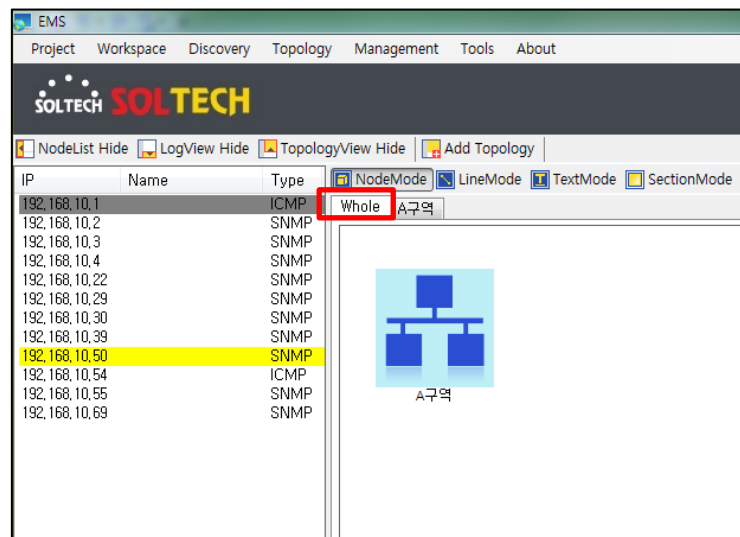 EMS
Project Workspace Discovery Topology Management Tools About
SOLTECH SOLTECH
NodeList Hide LogView Hide TopologyView Hide Add Topology
IP Name Type NodeMode LineMode TextMode SectionMode
192,168,10,1 ICMP Whole A구역
192,168,10,2 SNMP
192,168,10,3 SNMP
192,168,10,4 SNMP
192,168,10,22 SNMP
192,168,10,29 SNMP
192,168,10,30 SNMP
192,168,10,39 SNMP
192,168,10,50 SNMP
192,168,10,54 ICMP
192,168,10,55 SNMP
192,168,10,69 SNMP
A구역